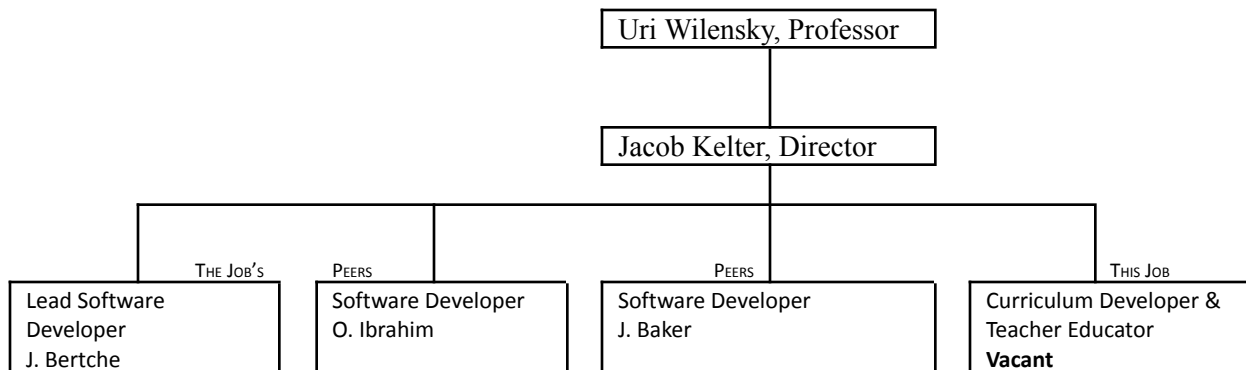 Uri Wilensky, Professor
Jacob Kelter, Director
The Job's
Peers
Peers
This Job
Lead Software
Developer
J. Bertche
Software Developer
O. Ibrahim
Software Developer
J. Baker
Curriculum Developer &
Teacher Educator
Vacant